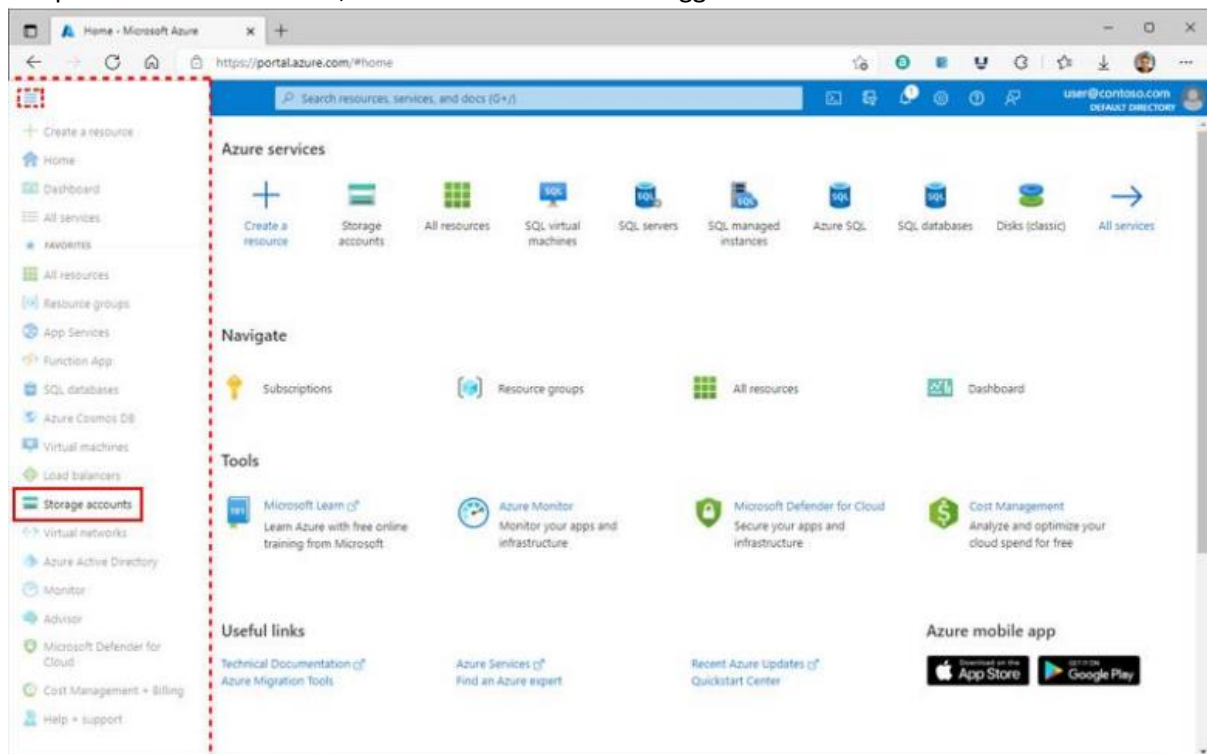 Home - Microsoft Azure
https://portal.azure.com/#home
Search resources, services, and docs (G+/)
user@contoso.com
DEFAULT DIRECTORY
Create a resource
Home
Dashboard
All services
FAVORITES
All resources
Resource groups
App Services
Function App
SQL databases
Azure Cosmos DB
Virtual machines
Load balancers
Storage accounts
Virtual networks
Azure Active Directory
Monitor
Advisor
Microsoft Defender for
Cloud
Cost Management + Billing
Help + support
Azure services
Create a
resource
Storage
accounts
All resources
SQL virtual
machines
SQL servers
SQL managed
instances
Azure SQL
SQL databases
Disks (classic)
All services
Navigate
Subscriptions
Resource groups
All resources
Dashboard
Tools
Microsoft Learn
Learn Azure with free online
training from Microsoft
Azure Monitor
Monitor your apps and
infrastructure
Microsoft Defender for Cloud
Secure your apps and
infrastructure
Cost Management
Analyze and optimize your
cloud spend for free
Useful links
Technical Documentation
Azure Services
Recent Azure Updates
Azure Migration Tools
Find an Azure expert
Quickstart Center
Azure mobile app
Download on the
App Store
GET IT ON
Google Play